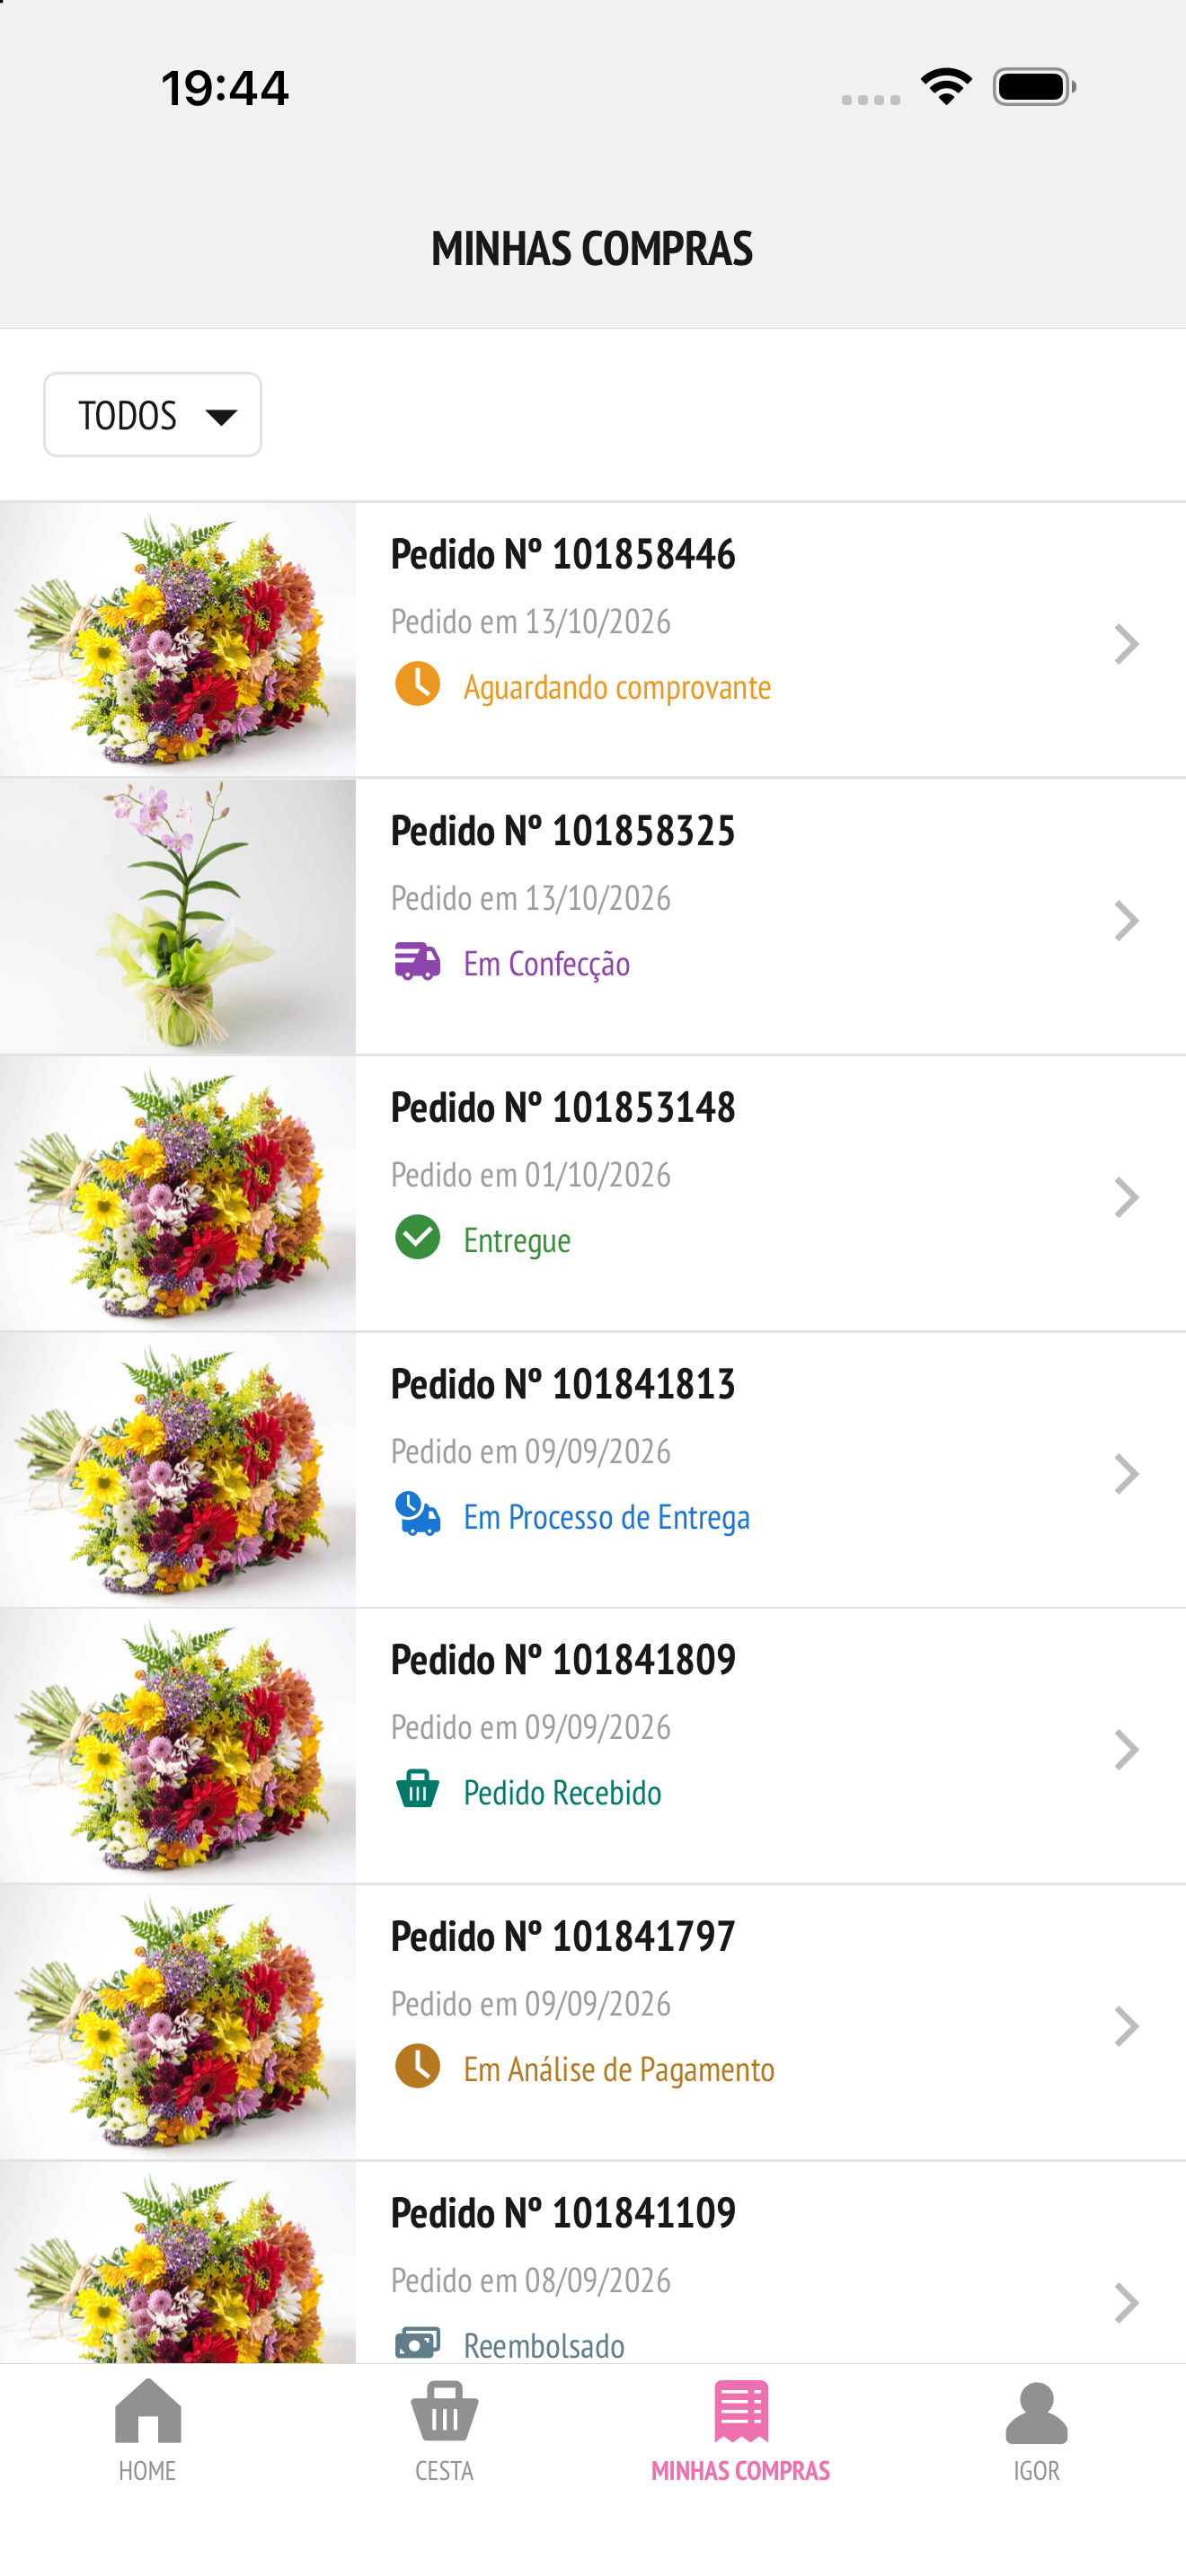 19:44
MINHAS COMPRAS
TODOS
Pedido Nº 101858446
Pedido em 13/10/2026
Aguardando comprovante
Pedido Nº 101858325
Pedido em 13/10/2026
Em Confecção
Pedido Nº 101853148
Pedido em 01/10/2026
Entregue
Pedido Nº 101841813
Pedido em 09/09/2026
Em Processo de Entrega
Pedido Nº 101841809
Pedido em 09/09/2026
Pedido Recebido
Pedido Nº 101841797
Pedido em 09/09/2026
Em Análise de Pagamento
Pedido Nº 101841109
Pedido em 08/09/2026
Reembolsado
HOME CESTA MINHAS COMPRAS IGOR